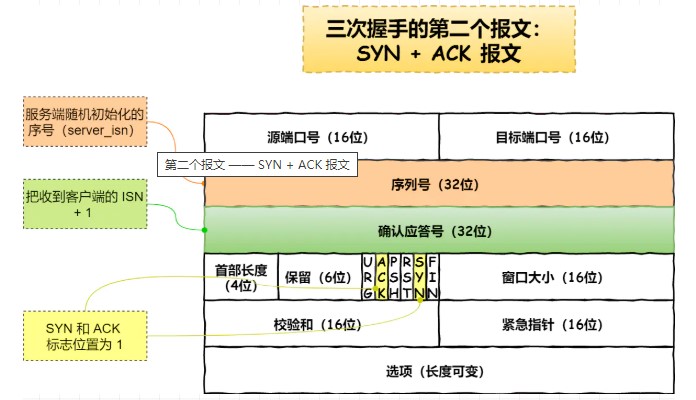 三次握手的第二个报文：
SYN + ACK 报文
服务端随机初始化的
序号（server_isn）
源端口号（16位）
目标端口号（16位）
第二个报文 —— SYN + ACK 报文
序列号（32位）
把收到客户端的 ISN
+ 1
确认应答号（32位）
首部长度
（4位）
保留（6位）
URG
ACK
PSH
RST
SYN
FIN
窗口大小（16位）
SYN 和 ACK
标志位置为 1
校验和（16位）
紧急指针（16位）
选项（长度可变）